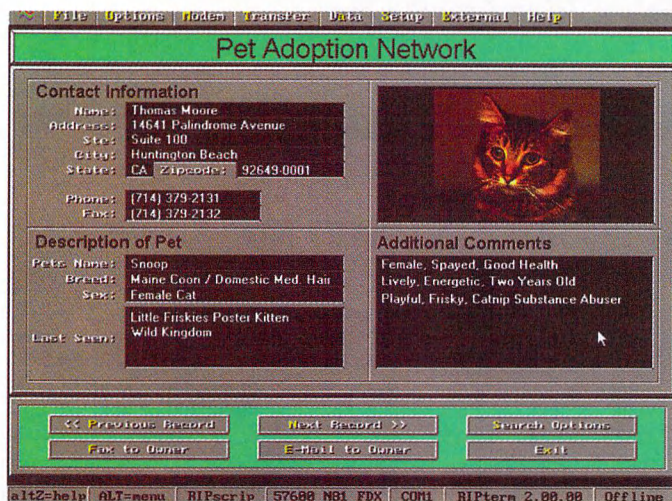 File Options Modem Transfer Data Setup External Help
Pet Adoption Network
Contact Information
Name: Thomas Moore
Address: 14641 Palindrome Avenue
Ste: Suite 100
City: Huntington Beach
State: CA Zipcode: 92649-0001
Phone: (714) 379-2131
Fax: (714) 379-2132
Description of Pet
Pets Name: Snoop
Breed: Maine Coon / Domestic Med. Hair
Sex: Female Cat
Last Seen: Little Friskies Poster Kitten
Wild Kingdom
Additional Comments
Female, Spayed, Good Health
Lively, Energetic, Two Years Old
Playful, Frisky, Catnip Substance Abuser
<< Previous Record
Next Record >>
Search Options
Fax to Owner
E-Mail to Owner
Exit
altZ=help ALT=menu RIPscrip 57600 N81 FDX COM1 RIPterm 2.00.00 Offline